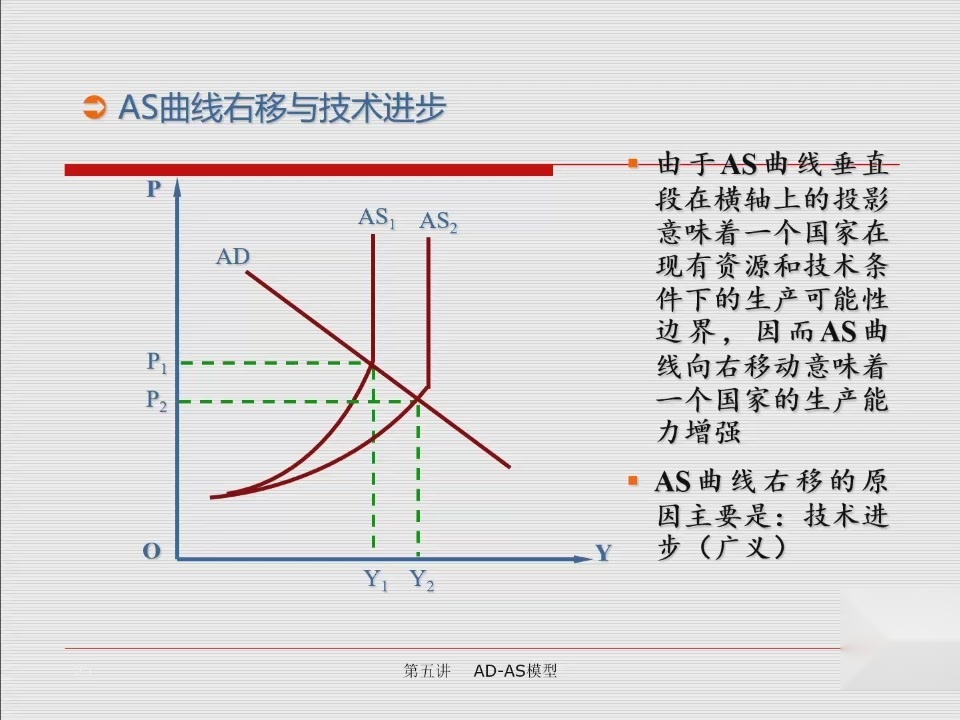 AS曲线右移与技术进步
P
AS1
AS2
AD
P1
P2
O
Y
Y1
Y2
由于AS曲线垂直
段在横轴上的投影
意味着一个国家在
现有资源和技术条
件下的生产可能性
边界，因而AS曲
线向右移动意味着
一个国家的生产能
力增强
AS曲线右移的原
因主要是：技术进
步（广义）
第五讲 AD-AS模型